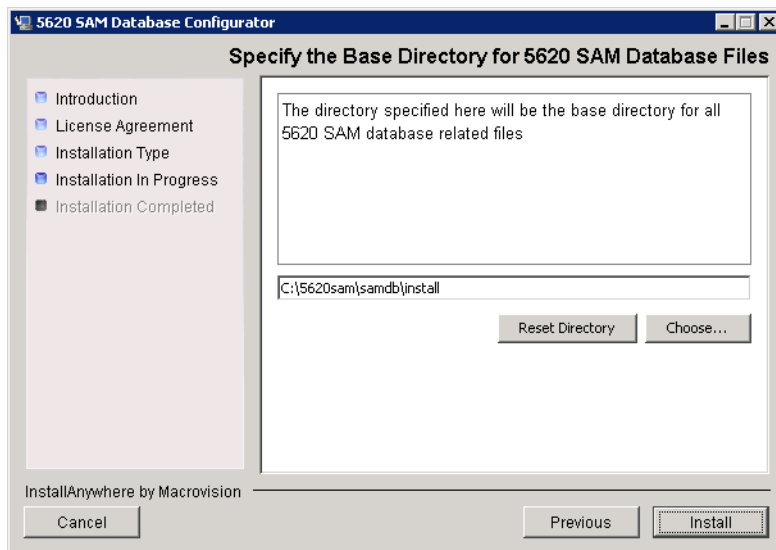 5620 SAM Database Configurator
Specify the Base Directory for 5620 SAM Database Files
Introduction
License Agreement
Installation Type
Installation In Progress
Installation Completed
The directory specified here will be the base directory for all
5620 SAM database related files
C:\5620sam\samdb\install
Reset Directory
Choose...
InstallAnywhere by Macrovision
Cancel
Previous
Install